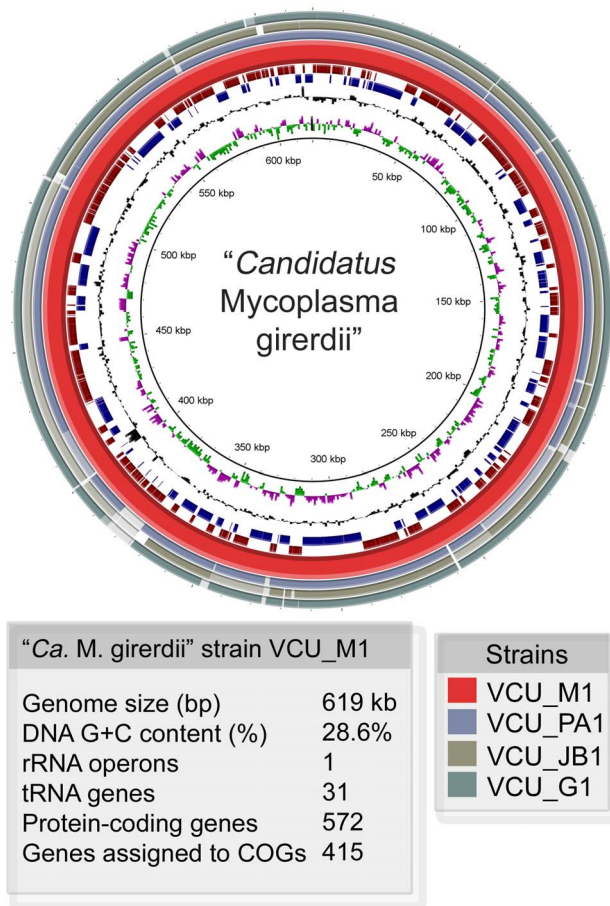 600 kbp
50 kbp
550 kbp
100 kbp
500 kbp
150 kbp
450 kbp
200 kbp
400 kbp
250 kbp
350 kbp
300 kbp
“Candidatus
Mycoplasma
girerdii”
“Ca. M. girerdii” strain VCU_M1
Genome size (bp) 619 kb
DNA G+C content (%) 28.6%
rRNA operons 1
tRNA genes 31
Protein-coding genes 572
Genes assigned to COGs 415
Strains
VCU_M1
VCU_PA1
VCU_JB1
VCU_G1